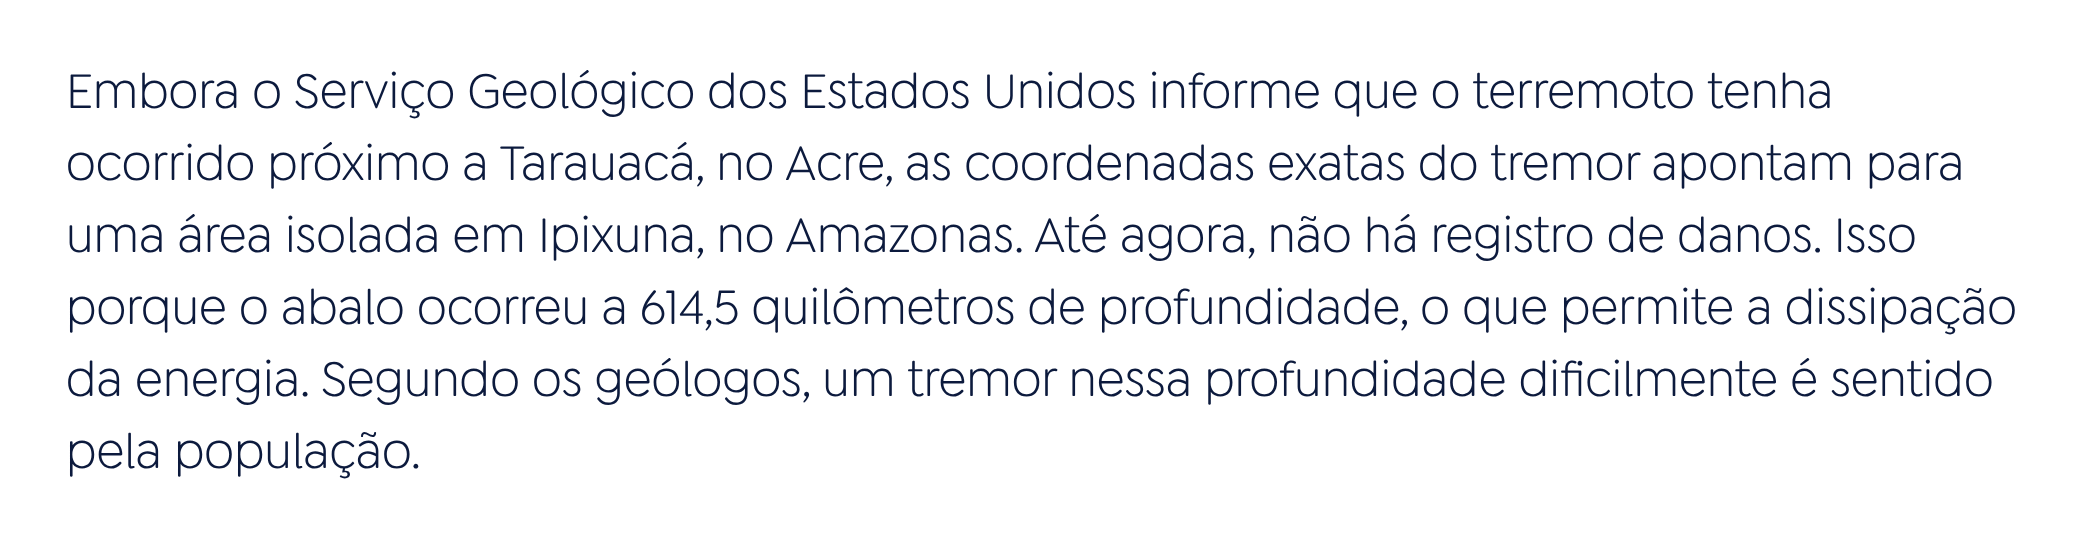 Embora o Serviço Geológico dos Estados Unidos informe que o terremoto tenha
ocorrido próximo a Tarauacá, no Acre, as coordenadas exatas do tremor apontam para
uma área isolada em Ipixuna, no Amazonas. Até agora, não há registro de danos. Isso
porque o abalo ocorreu a 614,5 quilômetros de profundidade, o que permite a dissipação
da energia. Segundo os geólogos, um tremor nessa profundidade dificilmente é sentido
pela população.